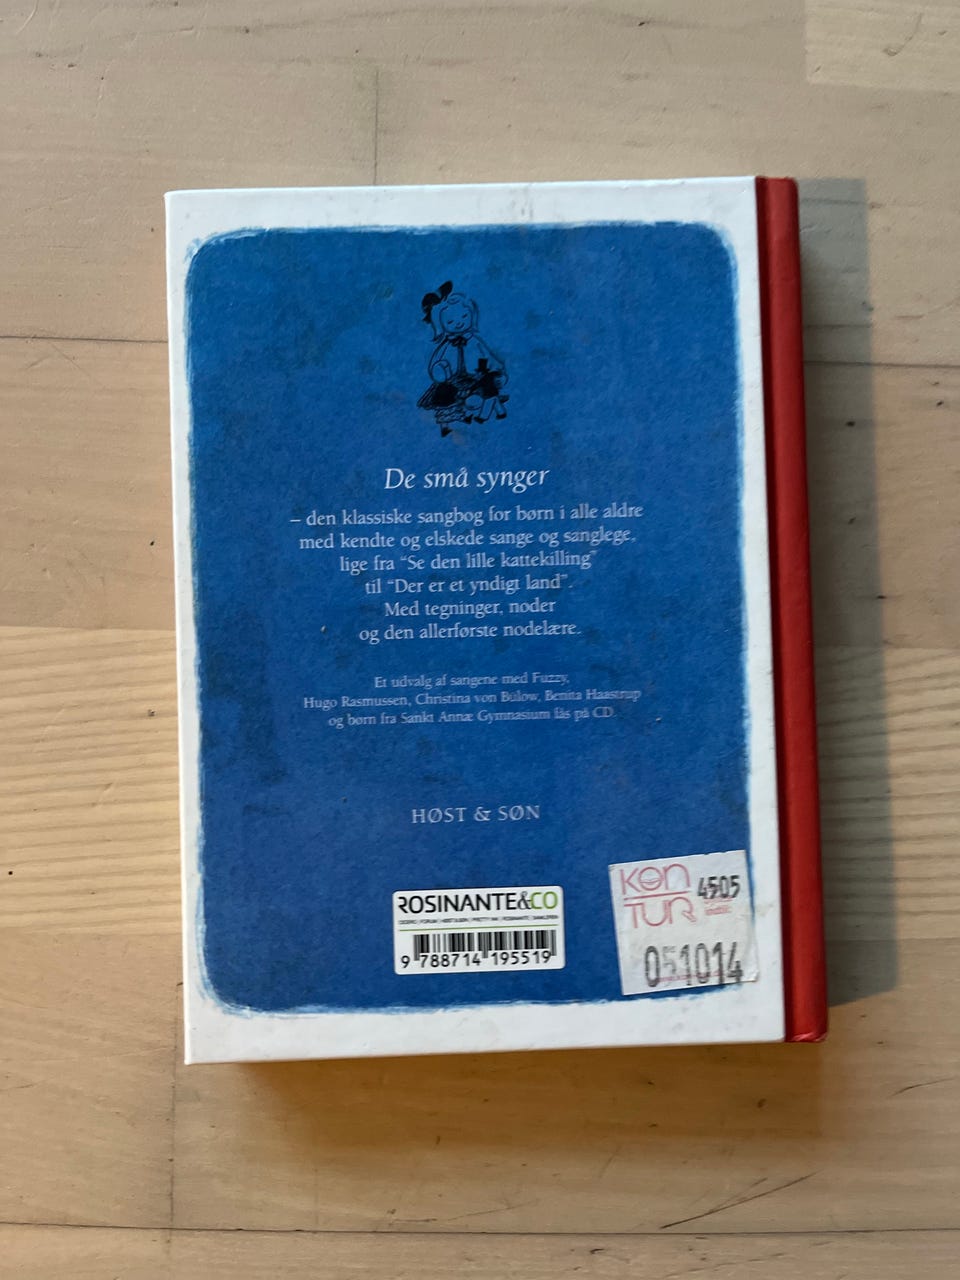 De små synger
– den klassiske sangbog for børn i alle aldre
med kendte og elskede sange og sanglege,
lige fra “Se den lille kattekilling”
til “Der er et yndigt land”.
Med tegninger, noder
og den allerførste nodelære.
Et udvalg af sangene med Fuzzy,
Hugo Rasmussen, Christina von Bülow, Benita Haastrup
og børn fra Sankt Annæ Gymnasium fås på CD.
HØST & SØN
ROSINANTE&CO
9 788714 195519
KONTUR
4505
051014